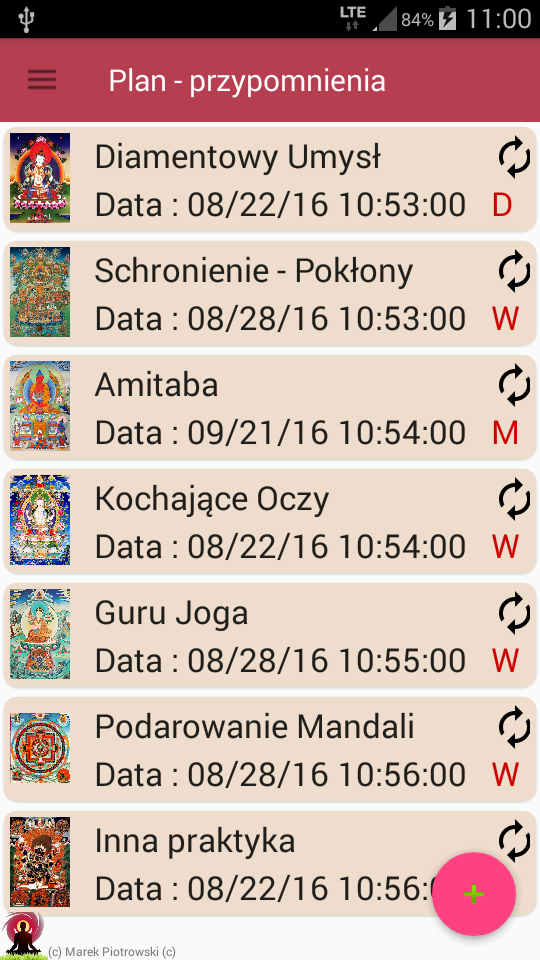 LTE 84% 11:00
Plan - przypomnienia
Diamentowy Umysł
Data : 08/22/16 10:53:00 D
Schronienie - Pokłony
Data : 08/28/16 10:53:00 W
Amitaba
Data : 09/21/16 10:54:00 M
Kochające Oczy
Data : 08/22/16 10:54:00 W
Guru Joga
Data : 08/28/16 10:55:00 W
Podarowanie Mandali
Data : 08/28/16 10:56:00 W
Inna praktyka
Data : 08/22/16 10:56:
+
(c) Marek Piotrowski (c)